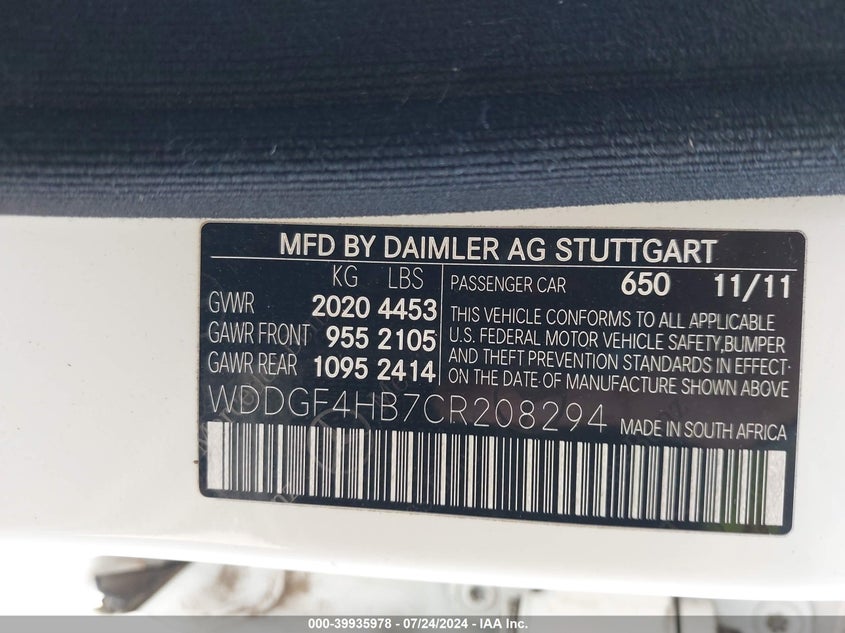 MFD BY DAIMLER AG STUTTGART
KG LBS
GVWR 2020 4453
GAWR FRONT 955 2105
GAWR REAR 1095 2414
PASSENGER CAR 650 11/11
THIS VEHICLE CONFORMS TO ALL APPLICABLE
U.S. FEDERAL MOTOR VEHICLE SAFETY,BUMPER
AND THEFT PREVENTION STANDARDS IN EFFECT
ON THE DATE OF MANUFACTURE SHOWN ABOVE
WDDGF4HB7CR208294 MADE IN SOUTH AFRICA
000-39935978 - 07/24/2024 - IAA Inc.